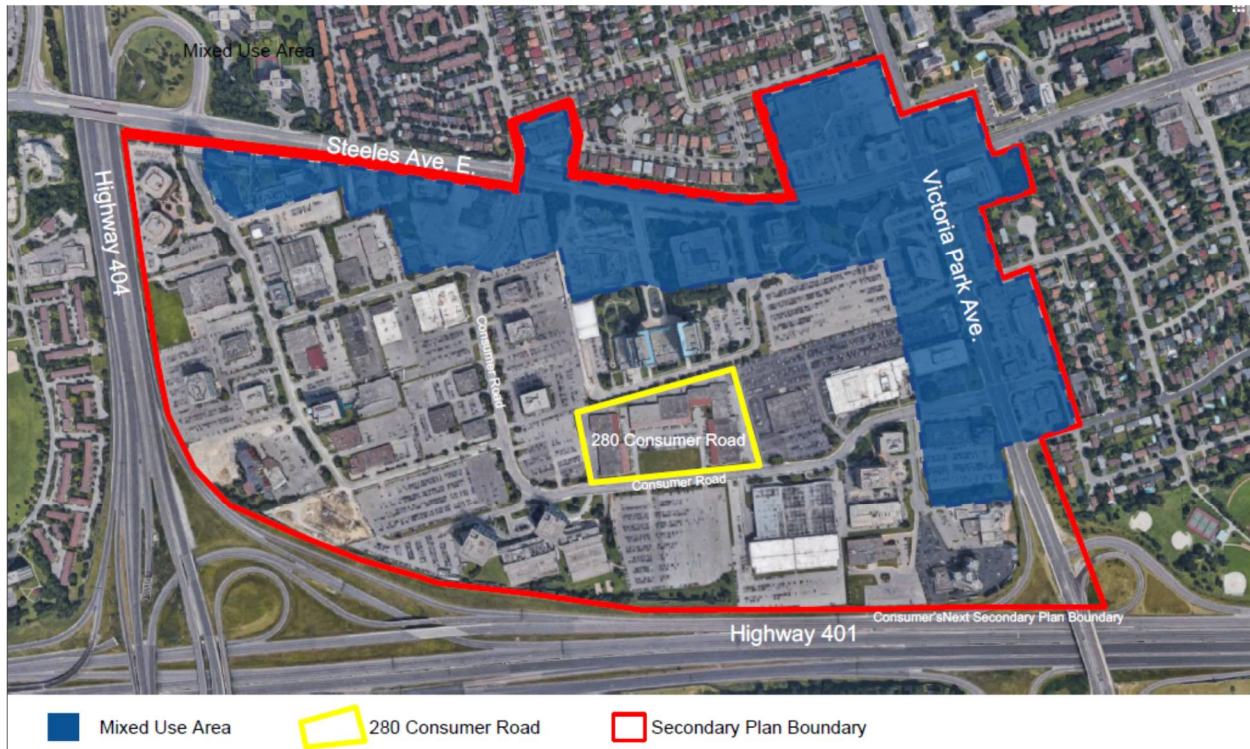 Mixed Use Area
Steeles Ave. E.
Highway 404
Victoria Park Ave.
Consumer Road
280 Consumer Road
Consumer Road
Consumer'sNext Secondary Plan Boundary
Highway 401
Mixed Use Area
280 Consumer Road
Secondary Plan Boundary